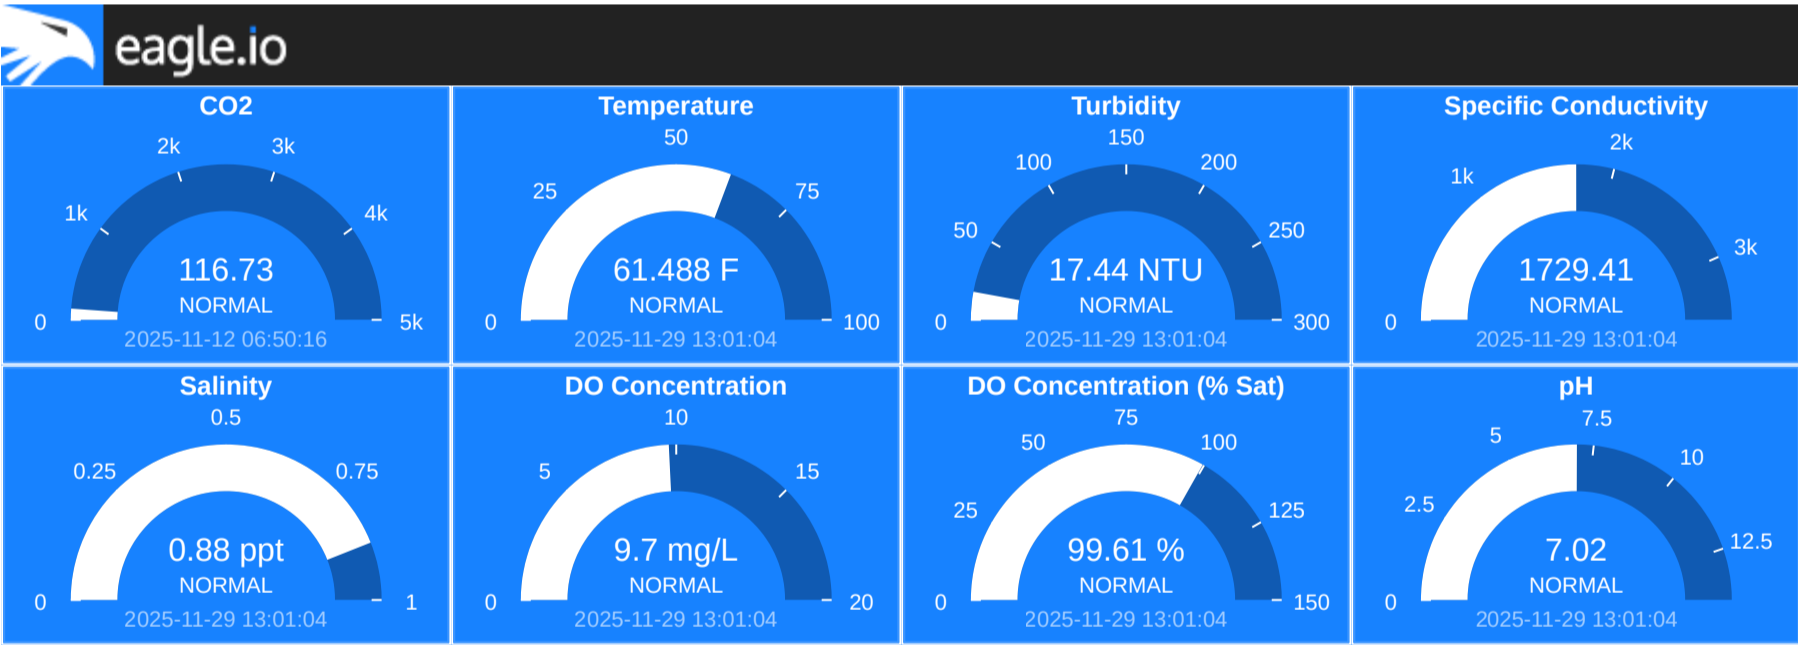 eagle.io
CO2
2k
3k
1k
4k
116.73
NORMAL
0
5k
2025-11-12 06:50:16
Temperature
50
25
75
61.488 F
NORMAL
0
100
2025-11-29 13:01:04
Turbidity
150
100
200
50
250
17.44 NTU
NORMAL
0
300
2025-11-29 13:01:04
Specific Conductivity
2k
1k
3k
1729.41
NORMAL
0
2025-11-29 13:01:04
Salinity
0.5
0.25
0.75
0.88 ppt
NORMAL
0
1
2025-11-29 13:01:04
DO Concentration
10
5
15
9.7 mg/L
NORMAL
0
20
2025-11-29 13:01:04
DO Concentration (% Sat)
75
50
100
25
125
99.61 %
NORMAL
0
150
2025-11-29 13:01:04
pH
7.5
5
10
2.5
12.5
7.02
NORMAL
0
2025-11-29 13:01:04